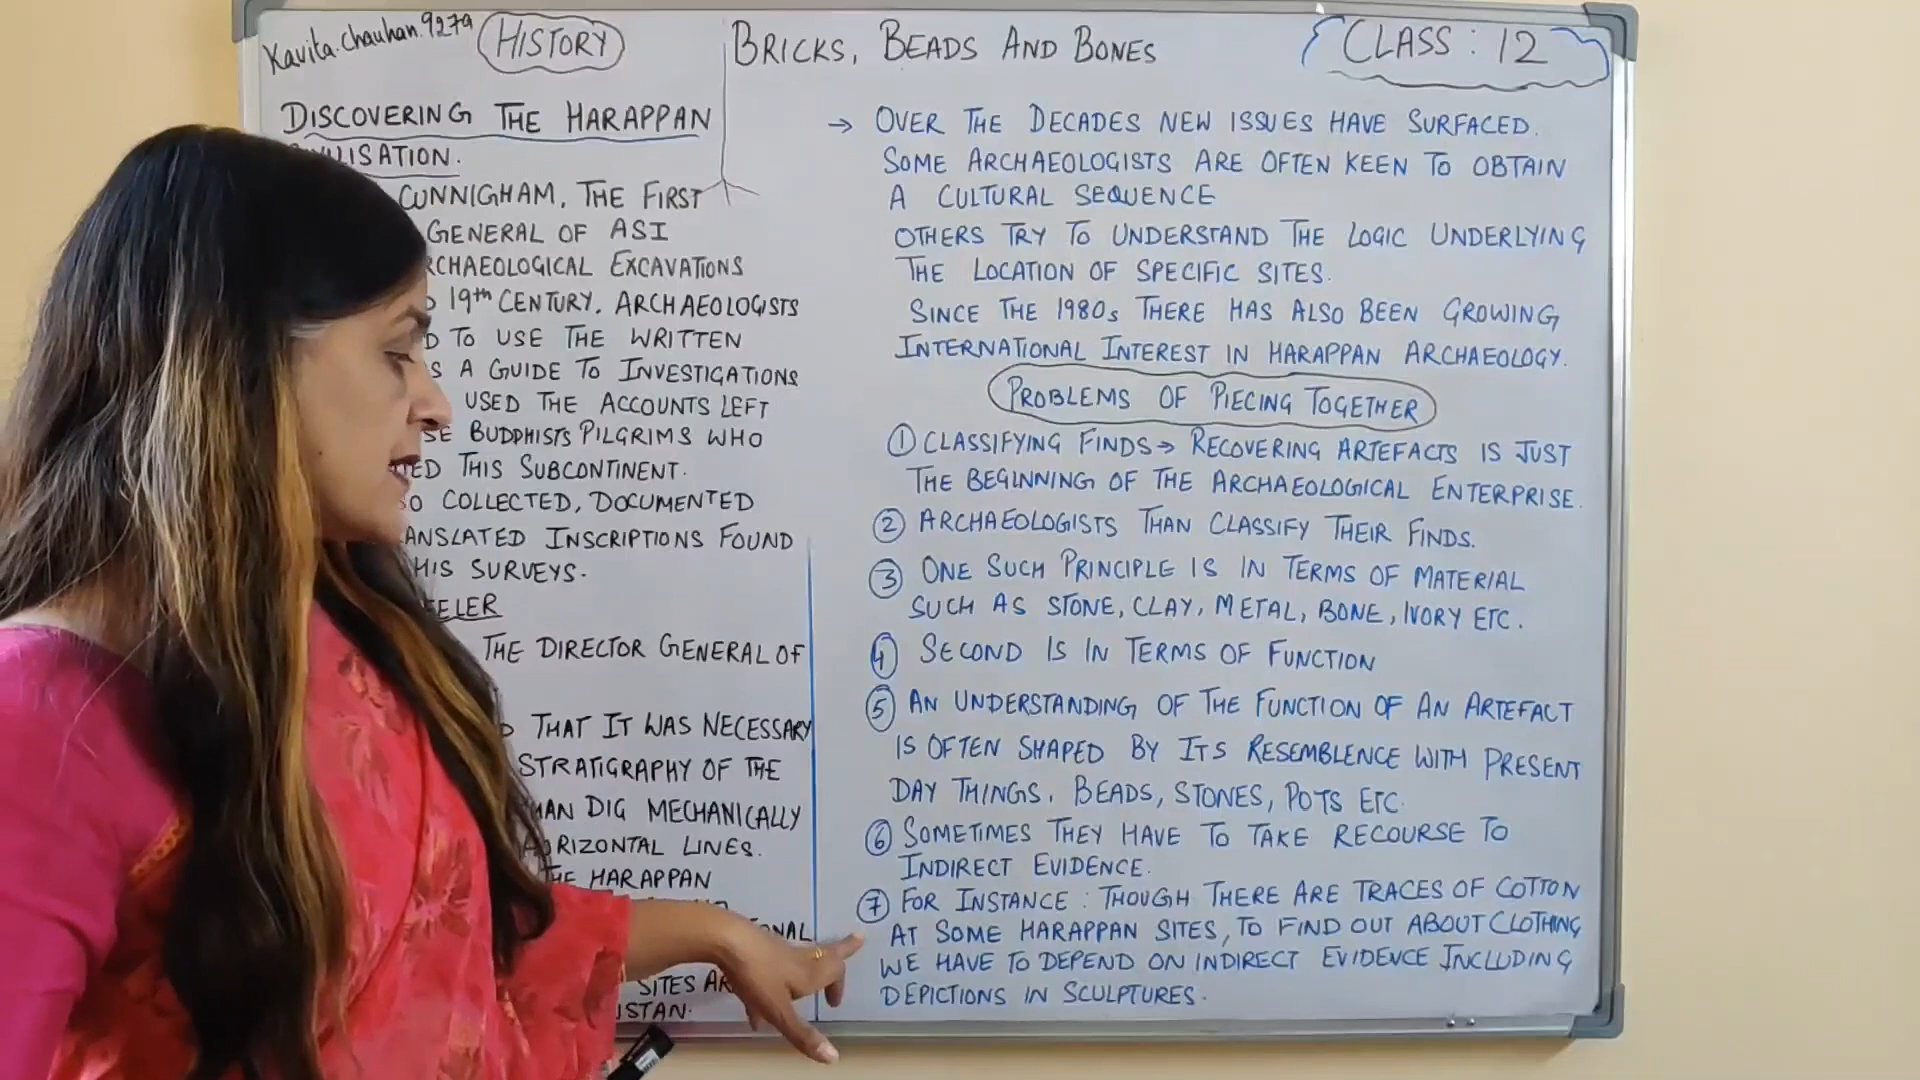 Kavita.chauhan.9279
HISTORY
BRICKS, BEADS AND BONES
CLASS : 12
DISCOVERING THE HARAPPAN
CUNNIGHAM, THE FIRST
GENERAL OF ASI
EXCAVATIONS
19th CENTURY. ARCHAEOLOGISTS
TO USE THE WRITTEN
A GUIDE TO INVESTIGATIONS
USED THE ACCOUNTS LEFT
BUDDHISTS PILGRIMS WHO
THIS SUBCONTINENT.
COLLECTED, DOCUMENTED
INSCRIPTIONS FOUND
HIS SURVEYS.
THE DIRECTOR GENERAL OF
THAT IT WAS NECESSARY
STRATIGRAPHY OF THE
DIG MECHANICALLY
LINES.
HARAPPAN
SITES
→ OVER THE DECADES NEW ISSUES HAVE SURFACED.
SOME ARCHAEOLOGISTS ARE OFTEN KEEN TO OBTAIN
A CULTURAL SEQUENCE
OTHERS TRY TO UNDERSTAND THE LOGIC UNDERLYING
THE LOCATION OF SPECIFIC SITES.
SINCE THE 1980s THERE HAS ALSO BEEN GROWING
INTERNATIONAL INTEREST IN HARAPPAN ARCHAEOLOGY.
PROBLEMS OF PIECING TOGETHER
① CLASSIFYING FINDS → RECOVERING ARTEFACTS IS JUST
THE BEGINNING OF THE ARCHAEOLOGICAL ENTERPRISE.
② ARCHAEOLOGISTS THAN CLASSIFY THEIR FINDS.
③ ONE SUCH PRINCIPLE IS IN TERMS OF MATERIAL
SUCH AS STONE, CLAY, METAL, BONE, IVORY ETC.
④ SECOND IS IN TERMS OF FUNCTION
⑤ AN UNDERSTANDING OF THE FUNCTION OF AN ARTEFACT
IS OFTEN SHAPED BY ITS RESEMBLENCE WITH PRESENT
DAY THINGS. BEADS, STONES, POTS ETC.
⑥ SOMETIMES THEY HAVE TO TAKE RECOURSE TO
INDIRECT EVIDENCE.
⑦ FOR INSTANCE : THOUGH THERE ARE TRACES OF COTTON
AT SOME HARAPPAN SITES, TO FIND OUT ABOUT CLOTHING
WE HAVE TO DEPEND ON INDIRECT EVIDENCE INCLUDING
DEPICTIONS IN SCULPTURES.